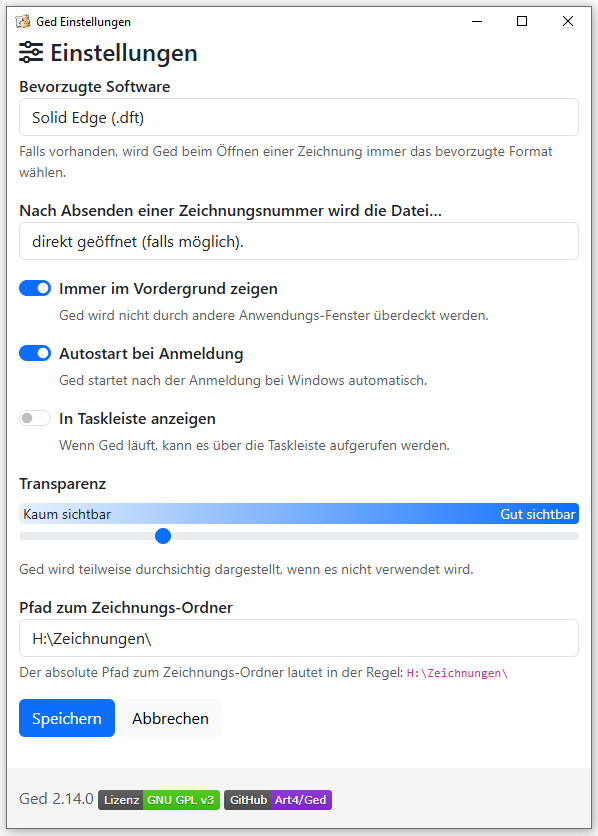 Ged Einstellungen
Einstellungen
Bevorzugte Software
Solid Edge (.dft)
Falls vorhanden, wird Ged beim Öffnen einer Zeichnung immer das bevorzugte Format
wählen.
Nach Absenden einer Zeichnungsnummer wird die Datei...
direkt geöffnet (falls möglich).
Immer im Vordergrund zeigen
Ged wird nicht durch andere Anwendungs-Fenster überdeckt werden.
Autostart bei Anmeldung
Ged startet nach der Anmeldung bei Windows automatisch.
In Taskleiste anzeigen
Wenn Ged läuft, kann es über die Taskleiste aufgerufen werden.
Transparenz
Kaum sichtbar Gut sichtbar
Ged wird teilweise durchsichtig dargestellt, wenn es nicht verwendet wird.
Pfad zum Zeichnungs-Ordner
H:\Zeichnungen\
Der absolute Pfad zum Zeichnungs-Ordner lautet in der Regel: H:\Zeichnungen\
Speichern Abbrechen
Ged 2.14.0 Lizenz GNU GPL v3 GitHub Art4/Ged